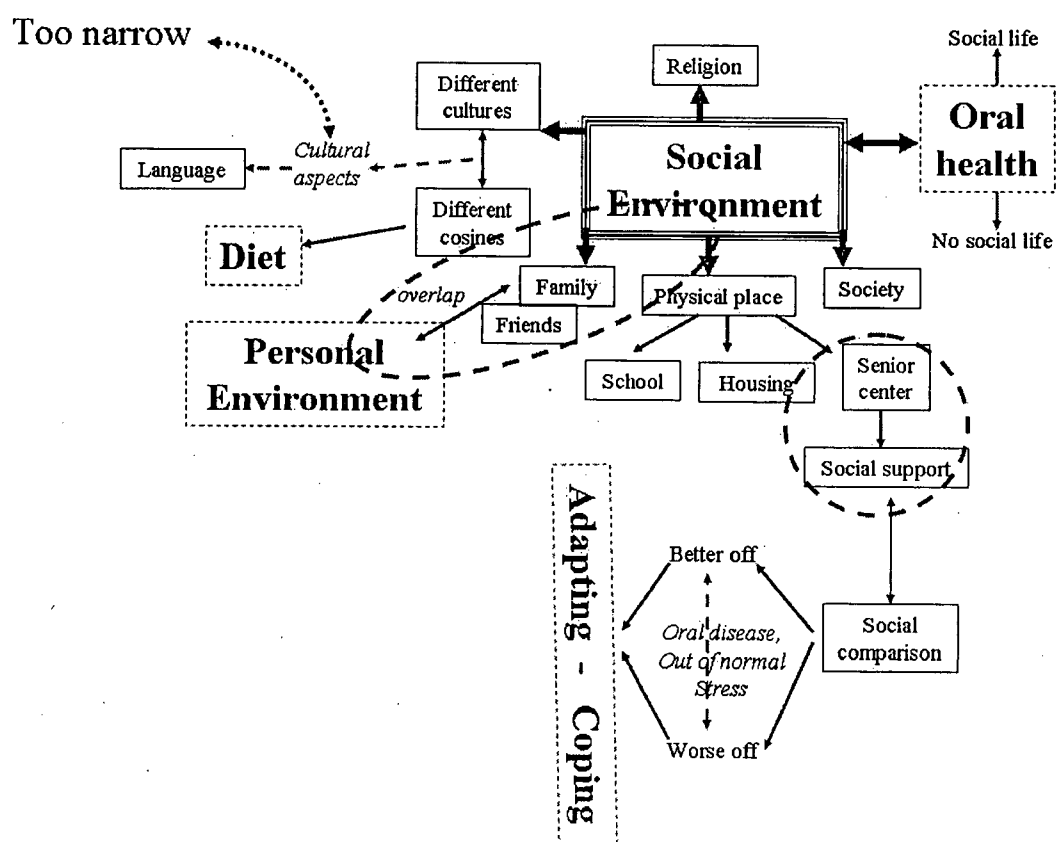 Too narrow
Social life
Religion
Different
cultures
Oral
health
Social
Environment
Cultural
aspects
Language
Different
cosines
No social life
Diet
overlap
Family
Physical place
Society
Friends
Personal
Environment
School
Housing
Senior
center
Social support
Adapting - Coping
Better off
Oral disease,
Out of normal
Stress
Social
comparison
Worse off